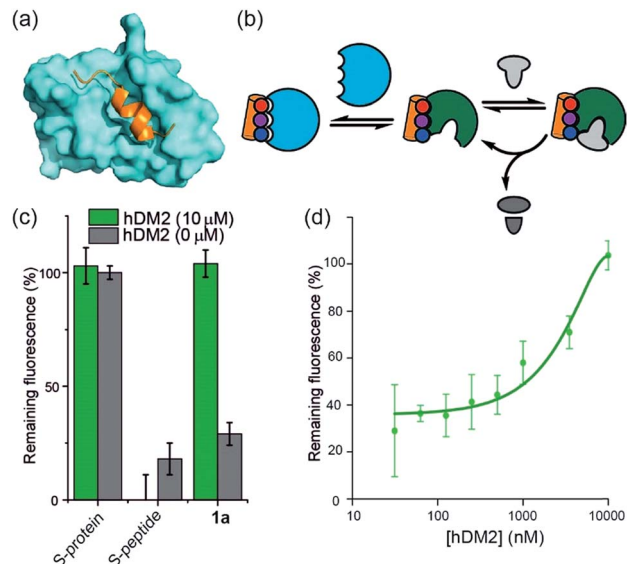 (a)
(b)
(c)
hDM2 (10 μM)
hDM2 (0 μM)
Remaining fluorescence (%)
100
50
0
S-protein
S-peptide
1a
(d)
Remaining fluorescence (%)
100
80
60
40
20
0
10
100
1000
10000
[hDM2] (nM)